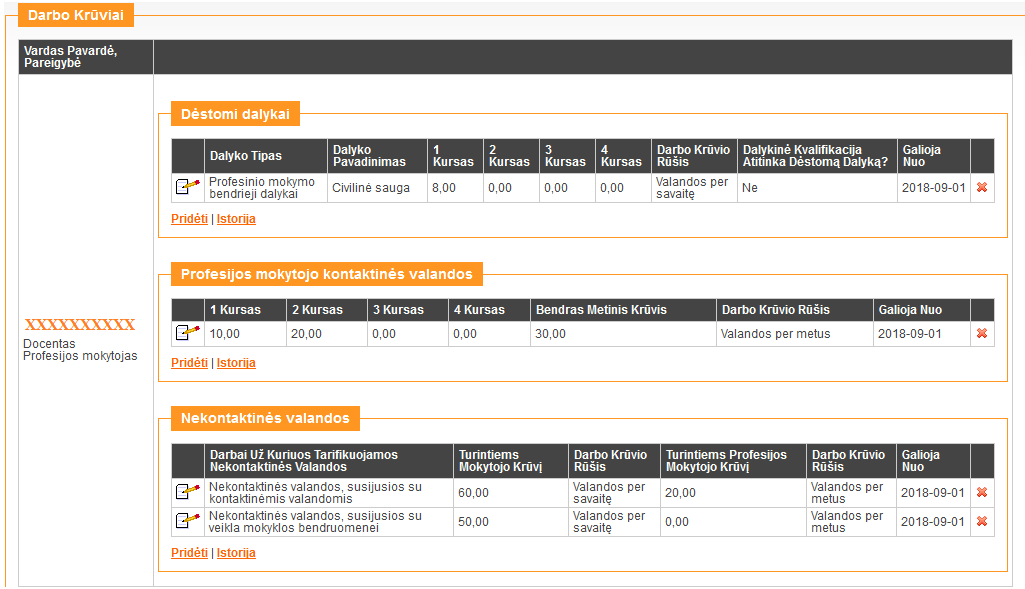 Darbo Krūviai
Vardas Pavardė,
Pareigybė
XXXXXXXXXX
Docentas
Profesijos mokytojas
Dėstomi dalykai
Dalyko Tipas
Dalyko
Pavadinimas
1
Kursas
2
Kursas
3
Kursas
4
Kursas
Darbo Krūvio
Rūšis
Dalykinė Kvalifikacija
Atitinka Dėstomą Dalyką?
Galioja
Nuo
Profesinio mokymo
bendrieji dalykai
Civilinė sauga
8,00
0,00
0,00
0,00
Valandos per
savaitę
Ne
2018-09-01
Pridėti | Istorija
Profesijos mokytojo kontaktinės valandos
1 Kursas
2 Kursas
3 Kursas
4 Kursas
Bendras Metinis Krūvis
Darbo Krūvio Rūšis
Galioja Nuo
10,00
20,00
0,00
0,00
30,00
Valandos per metus
2018-09-01
Pridėti | Istorija
Nekontaktinės valandos
Darbai Už Kuriuos Tarifikuojamos
Nekontaktinės Valandos
Turintiems
Mokytojo Krūvį
Darbo Krūvio
Rūšis
Turintiems Profesijos
Mokytojo Krūvį
Darbo Krūvio
Rūšis
Galioja
Nuo
Nekontaktinės valandos, susijusios su
kontaktinėmis valandomis
60,00
Valandos per
savaitę
20,00
Valandos per
metus
2018-09-01
Nekontaktinės valandos, susijusios su
veikla mokyklos bendruomenei
50,00
Valandos per
savaitę
0,00
Valandos per
metus
2018-09-01
Pridėti | Istorija